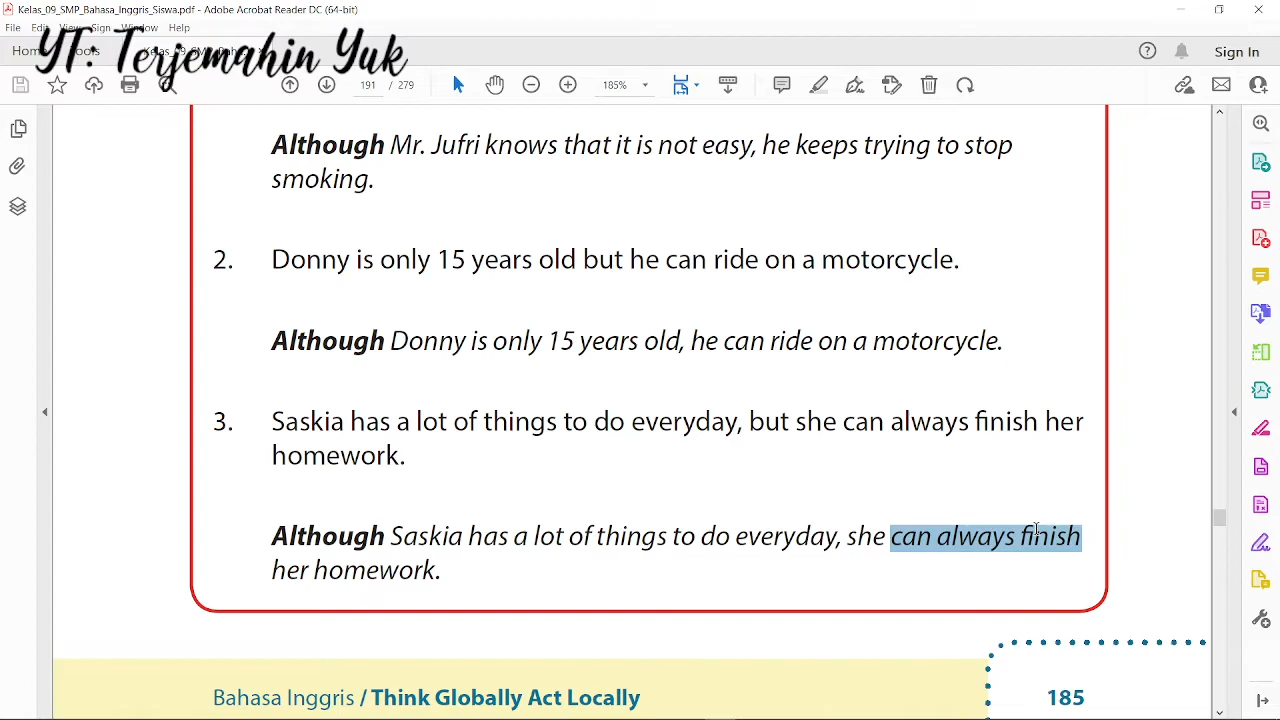 Kelas_09_SMP_Bahasa_Inggris_Siswa.pdf - Adobe Acrobat Reader DC (64-bit)
File Edit View Sign Window Help
YT: Terjemahin Yuk
Sign In
191 / 279
185%
Although Mr. Jufri knows that it is not easy, he keeps trying to stop
smoking.
2. Donny is only 15 years old but he can ride on a motorcycle.
Although Donny is only 15 years old, he can ride on a motorcycle.
3. Saskia has a lot of things to do everyday, but she can always finish her
homework.
Although Saskia has a lot of things to do everyday, she can always finish
her homework.
Bahasa Inggris / Think Globally Act Locally
185